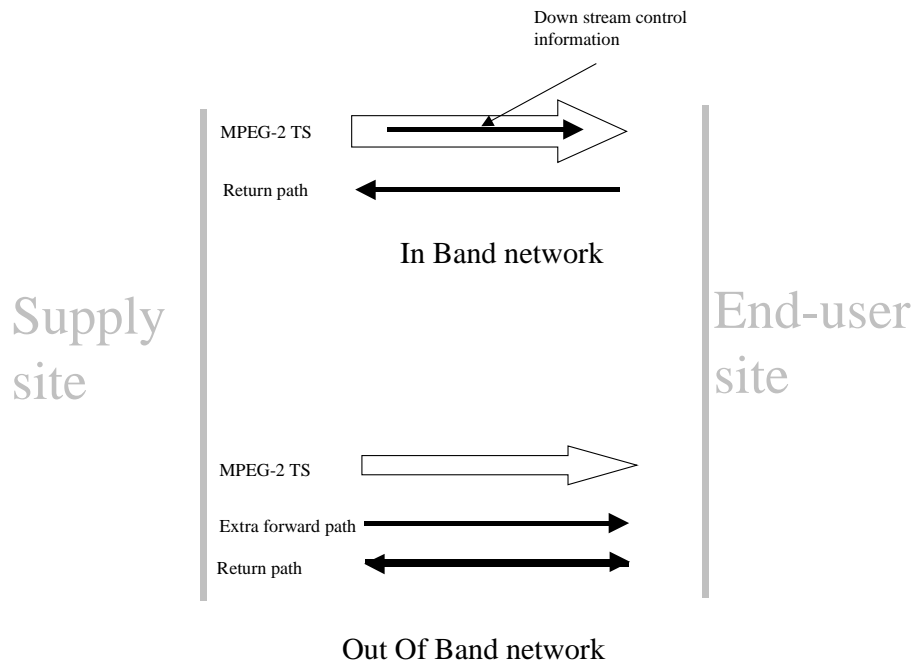 Down stream control
information
MPEG-2 TS
Return path
In Band network
Supply
site
End-user
site
MPEG-2 TS
Extra forward path
Return path
Out Of Band network